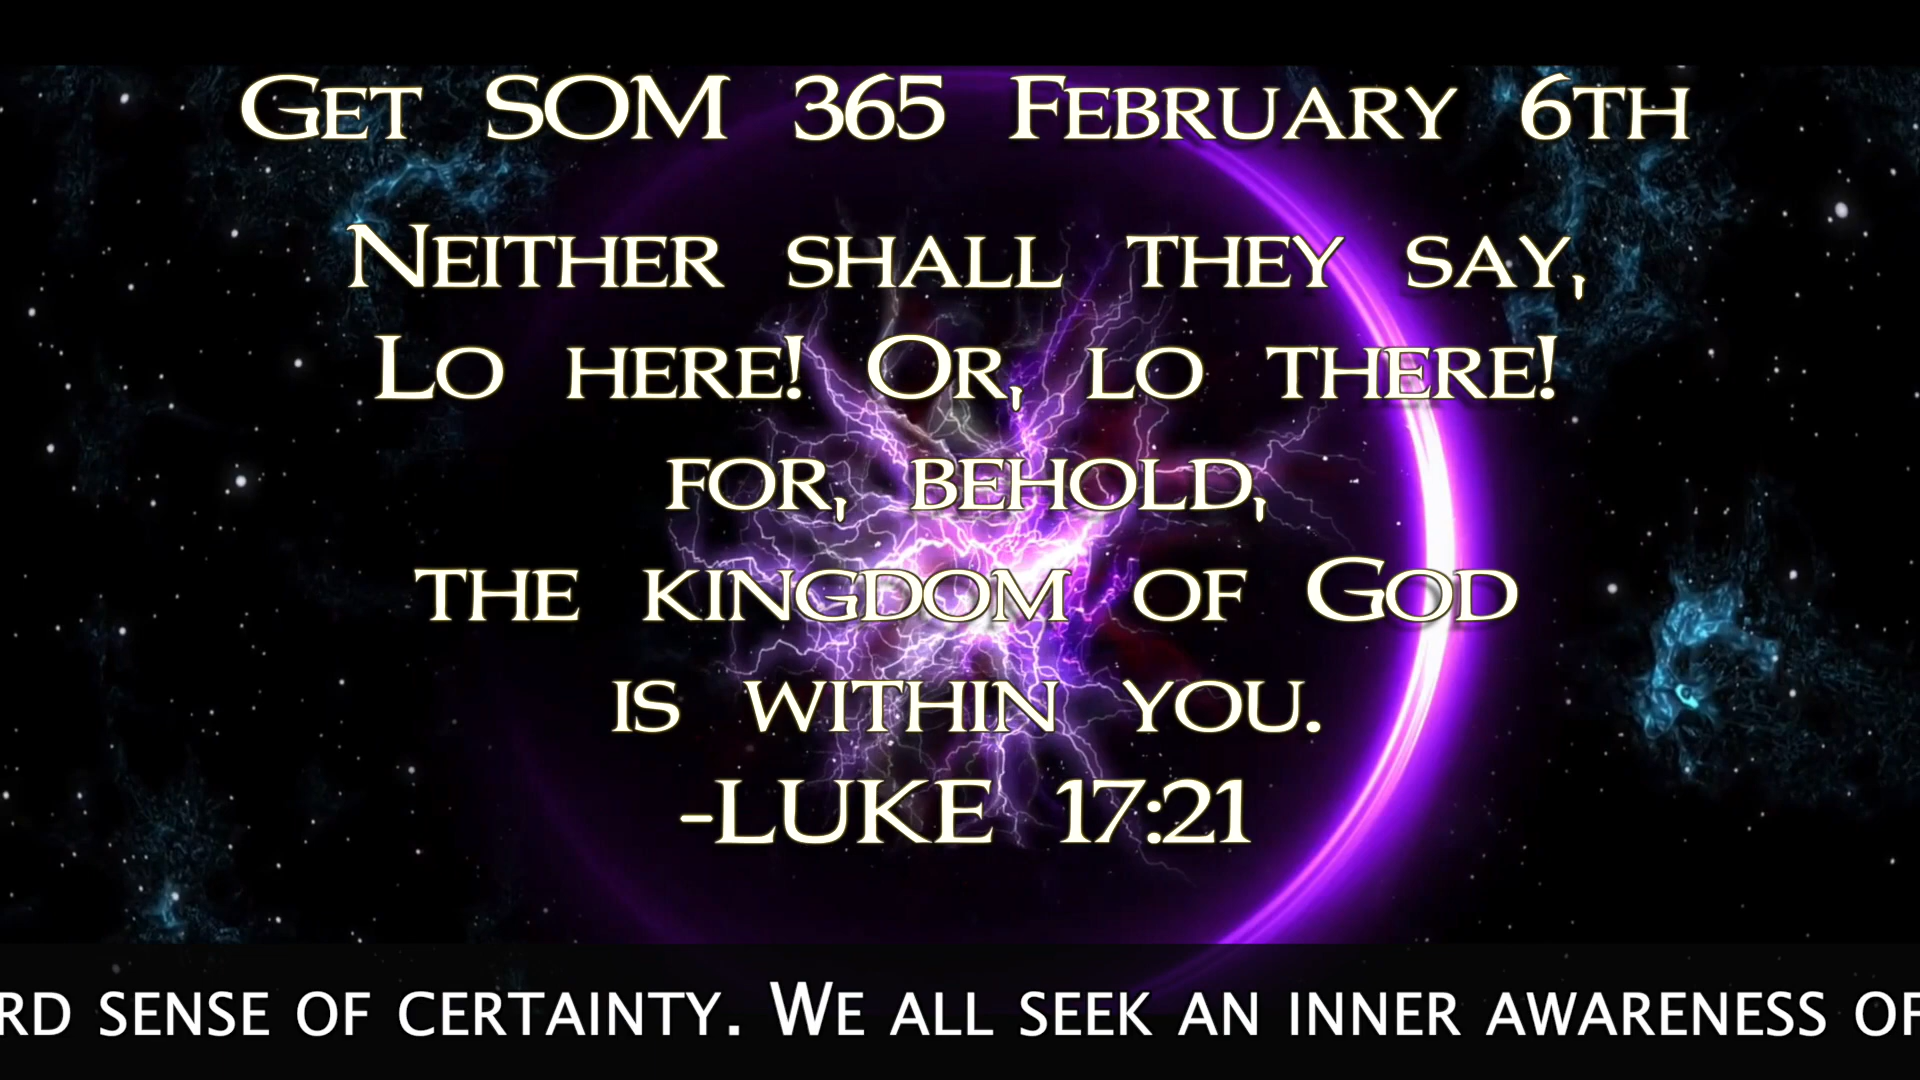 Get SOM 365 February 6th
Neither shall they say,
Lo here! Or, lo there!
for, behold,
the kingdom of God
is within you.
-LUKE 17:21
rd sense of certainty. We all seek an inner awareness of